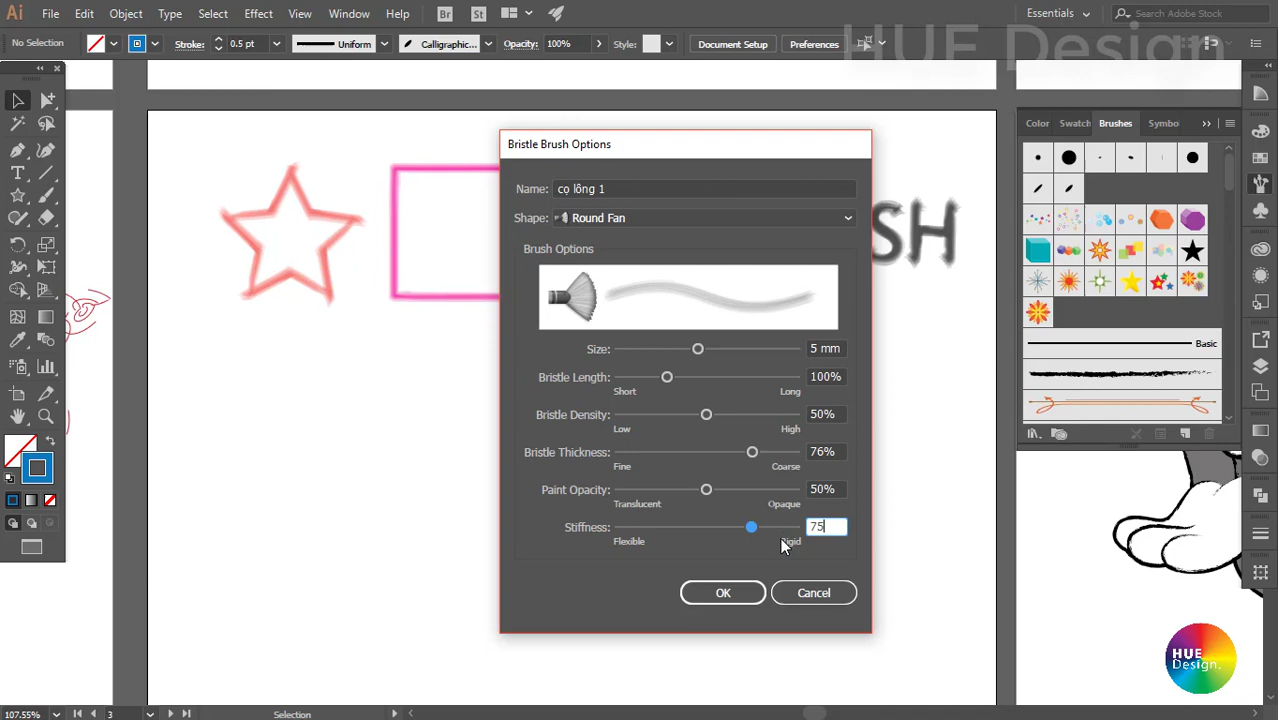 Ai File Edit Object Type Select Effect View Window Help Br St Essentials Search Adobe Stock
HUE Design
No Selection Stroke: 0.5 pt Uniform Calligraphic... Opacity: 100% Style: Document Setup Preferences
Color Swatch Brushes Symbo
Bristle Brush Options
Name: cọ lông 1
Shape: Round Fan
Brush Options
SH
Size: 5 mm
Basic
Bristle Length: 100%
Short Long
Bristle Density: 50%
Low High
Bristle Thickness: 76%
Fine Coarse
Paint Opacity: 50%
Translucent Opaque
Stiffness: 75
Flexible Rigid
OK Cancel
HUE
Design.
107.55% 3 Selection